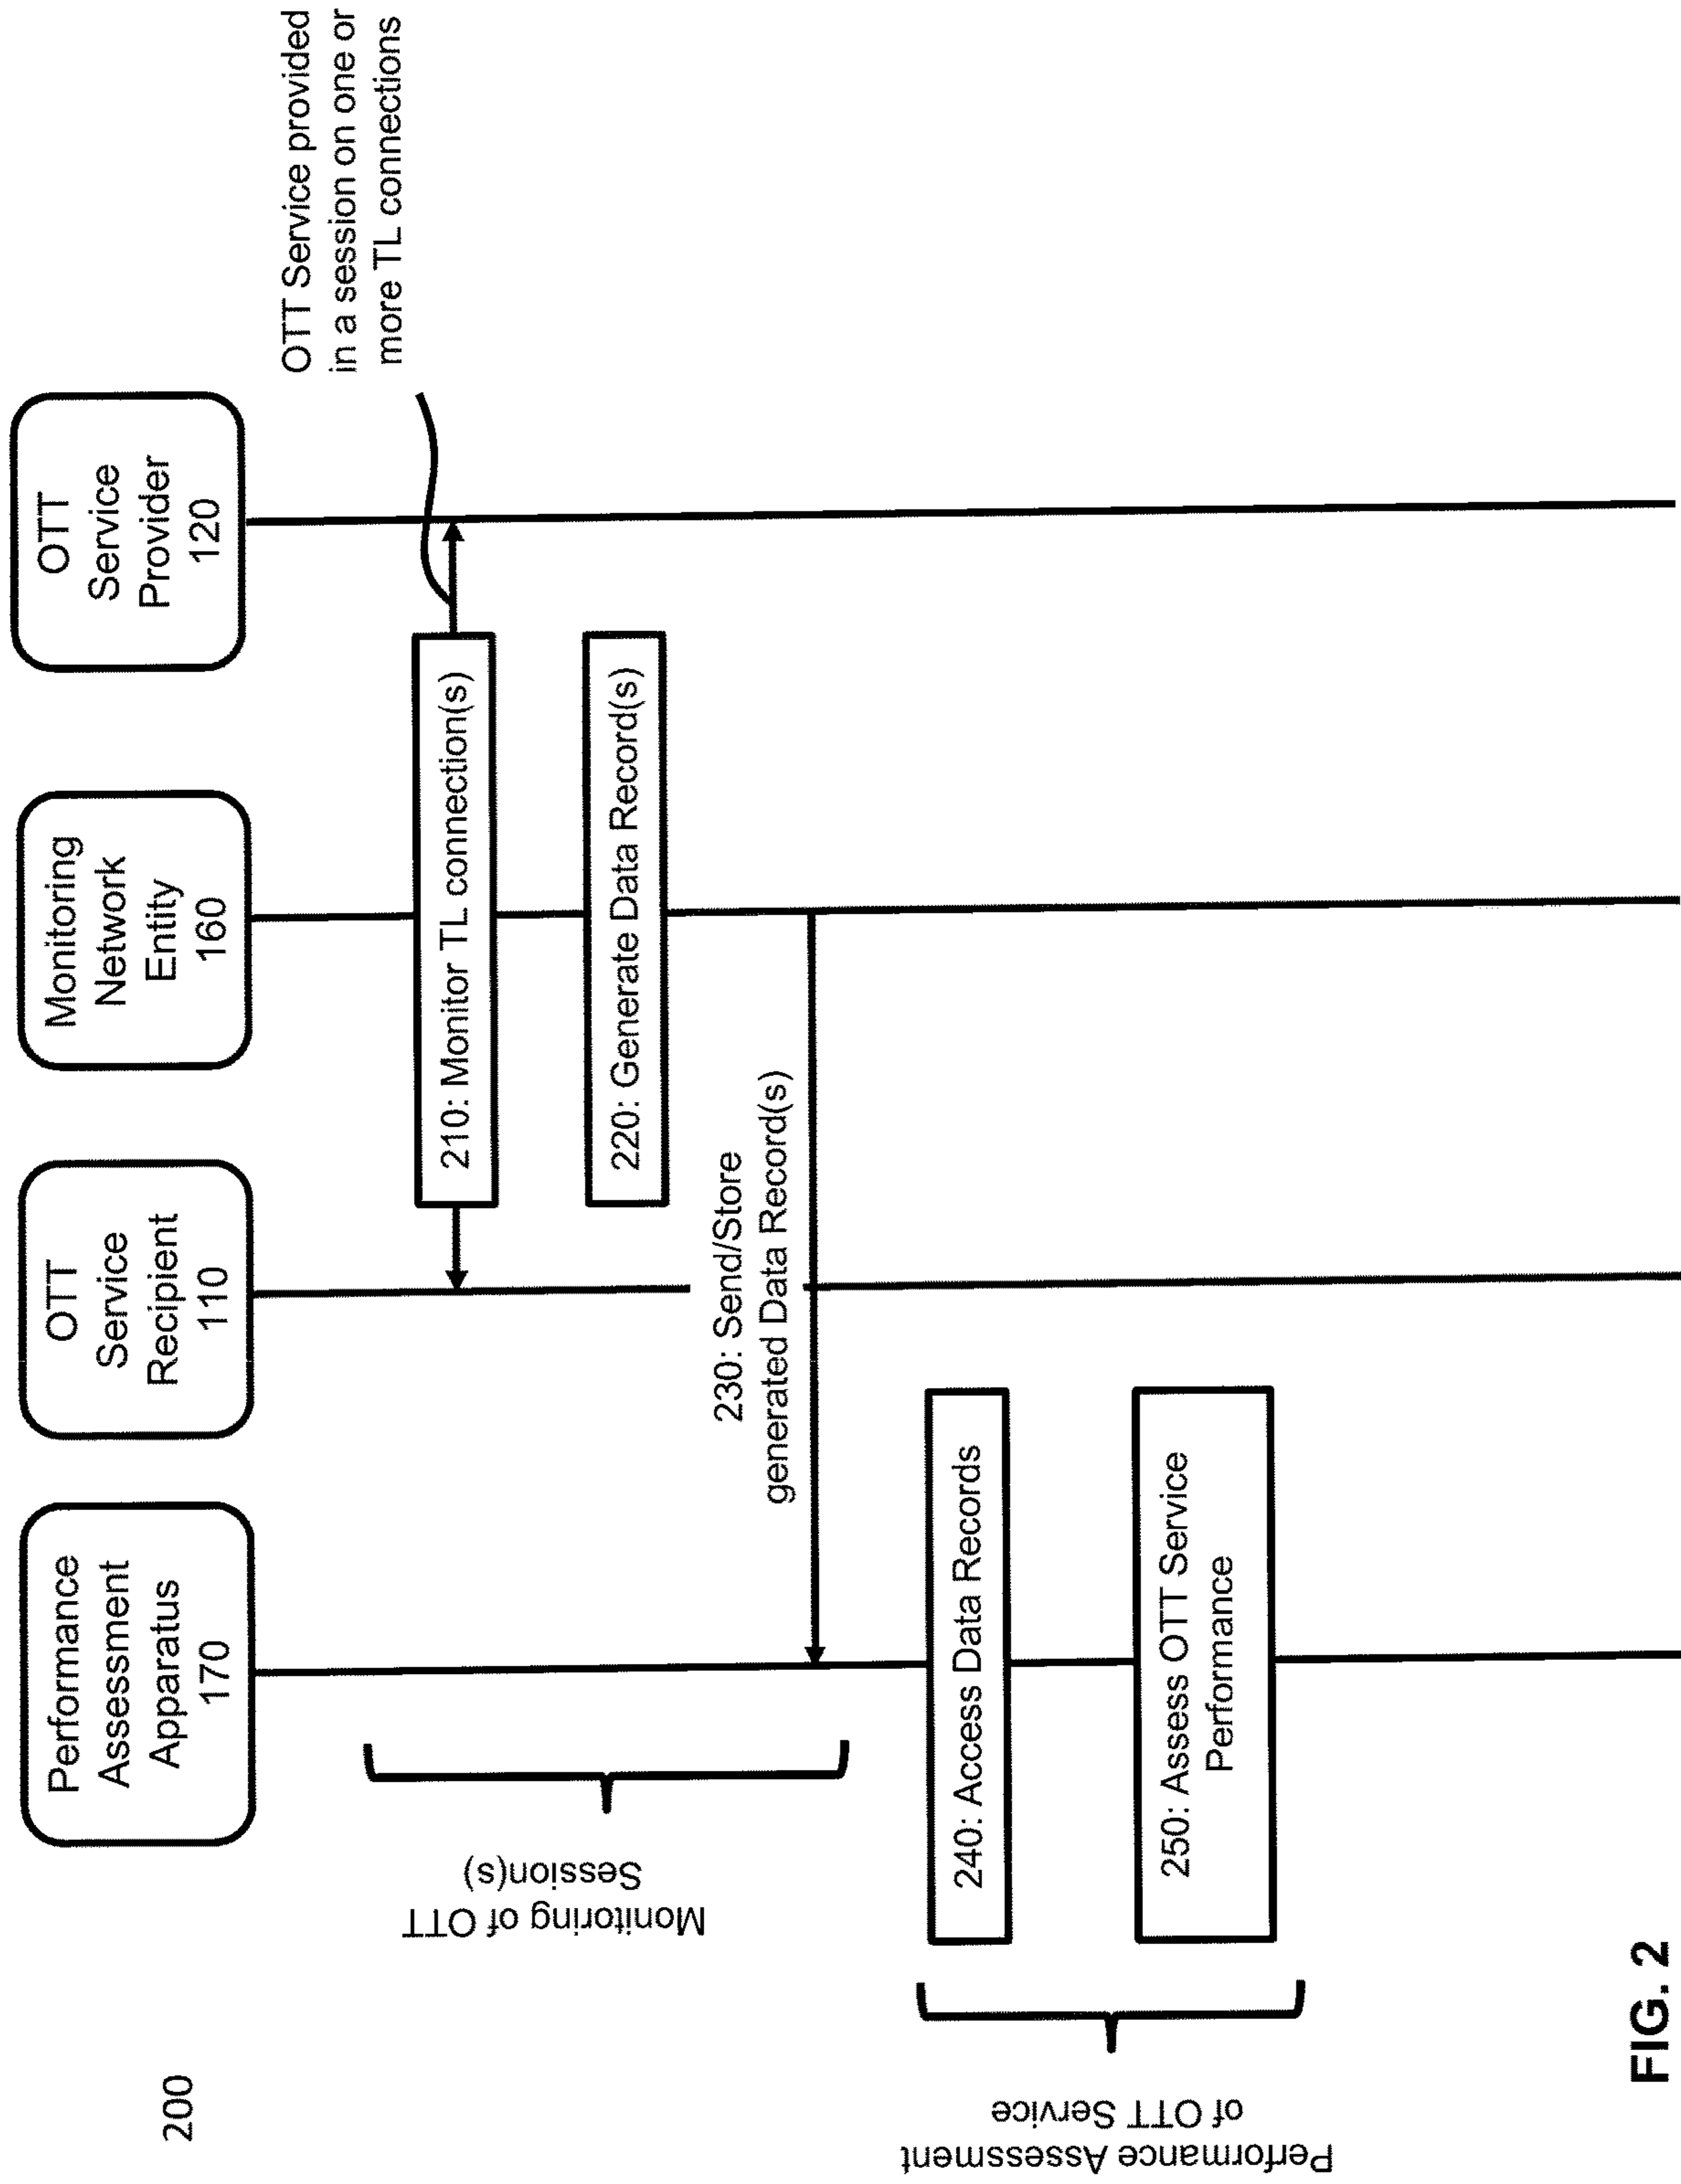 200
Performance
Assessment
Apparatus
170
OTT
Service
Recipient
110
Monitoring
Network
Entity
160
OTT
Service
Provider
120
OTT Service provided
in a session on one or
more TL connections
Monitoring of OTT
Session(s)
210: Monitor TL connection(s)
220: Generate Data Record(s)
230: Send/Store
generated Data Record(s)
Performance Assessment
of OTT Service
240: Access Data Records
250: Assess OTT Service
Performance
FIG. 2